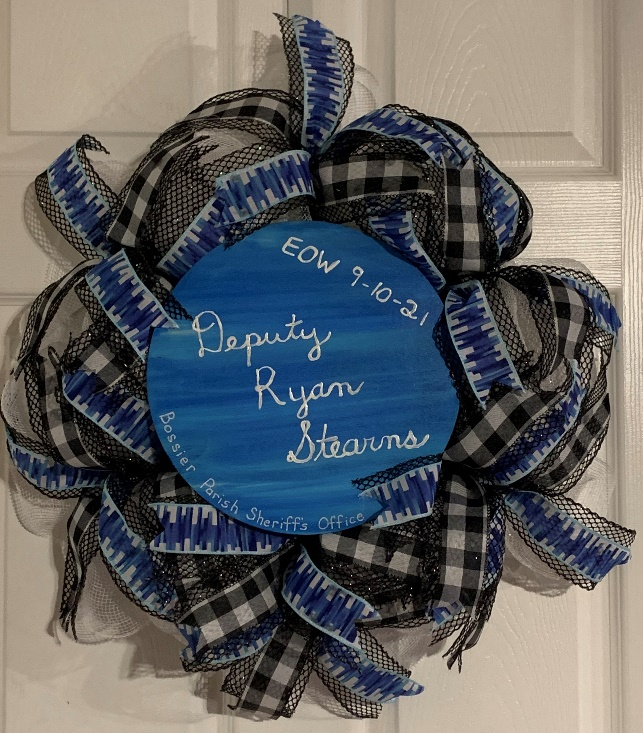 EOW 9-10-21
Deputy
Ryan
Stearns
Bossier Parish Sheriff's Office